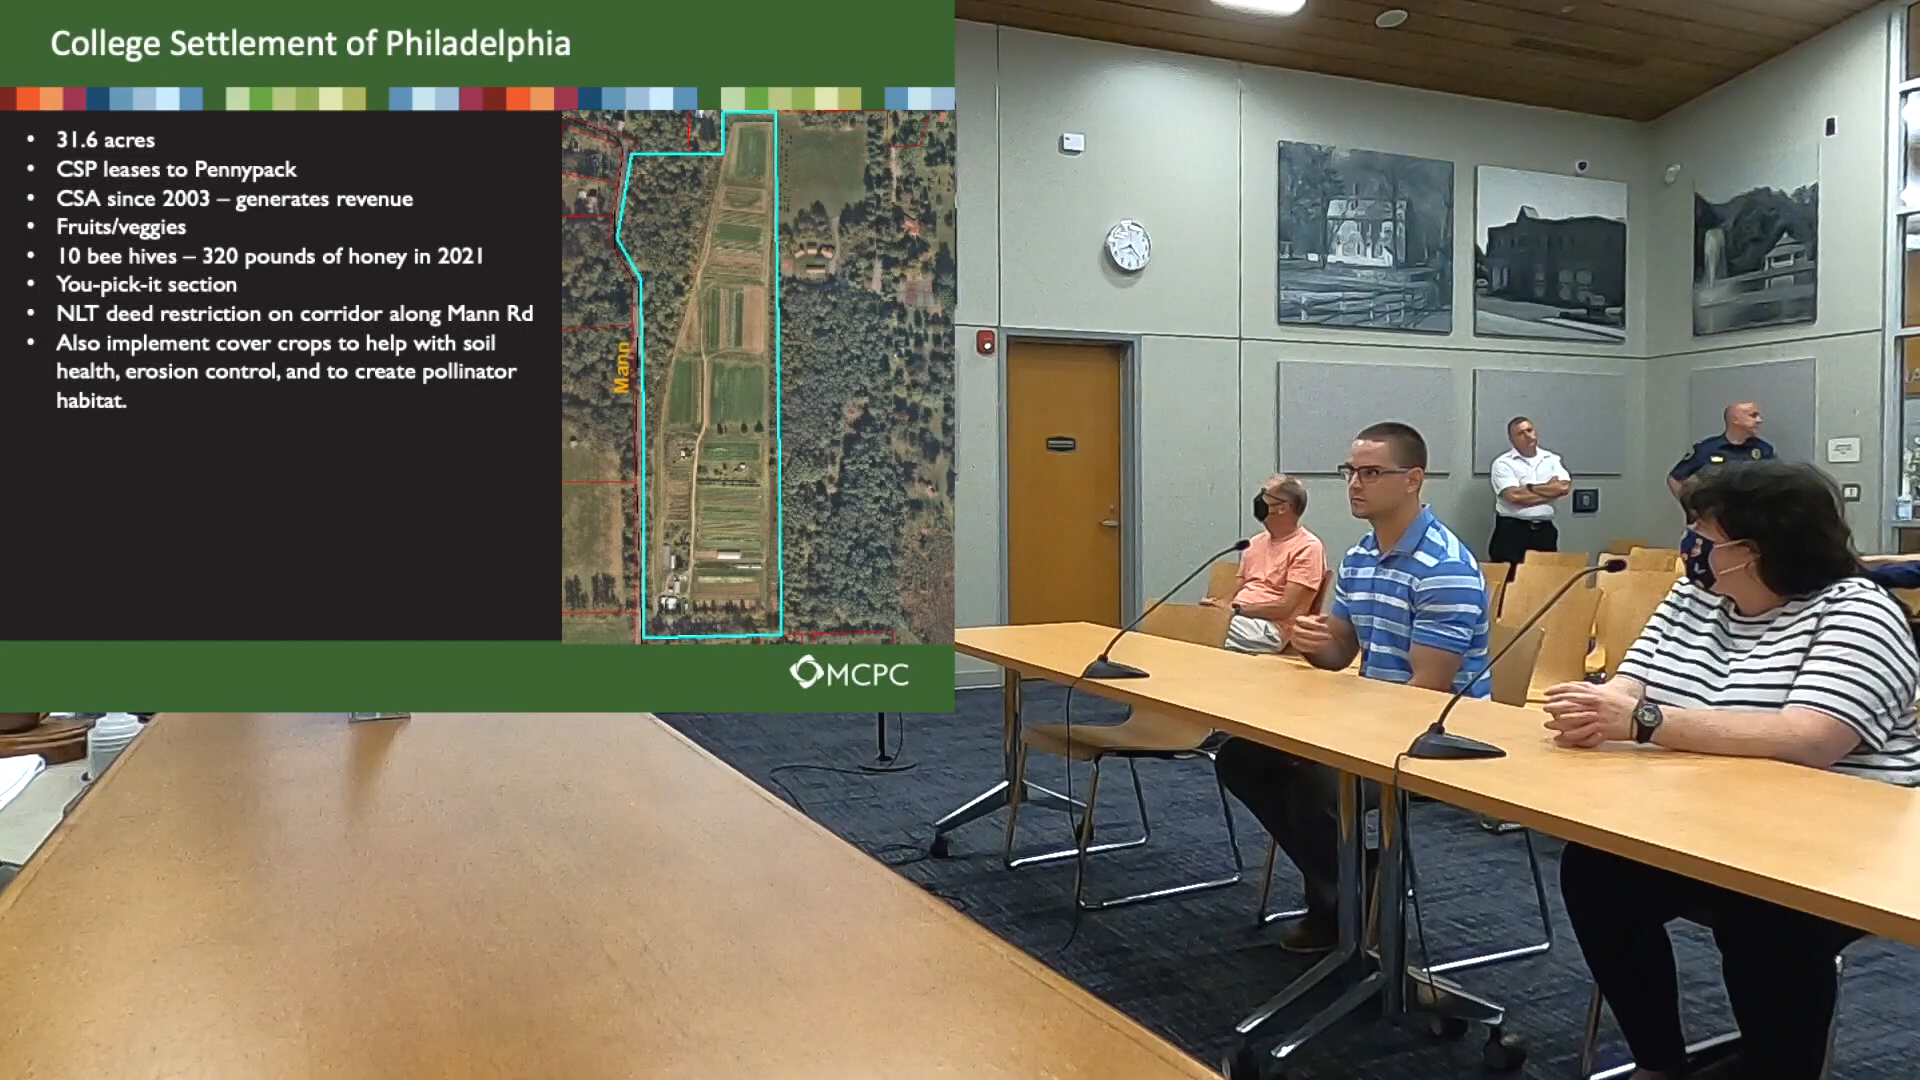 College Settlement of Philadelphia
• 31.6 acres
• CSP leases to Pennypack
• CSA since 2003 – generates revenue
• Fruits/veggies
• 10 bee hives – 320 pounds of honey in 2021
• You-pick-it section
• NLT deed restriction on corridor along Mann Rd
• Also implement cover crops to help with soil
health, erosion control, and to create pollinator
habitat.
Mann
MCPC